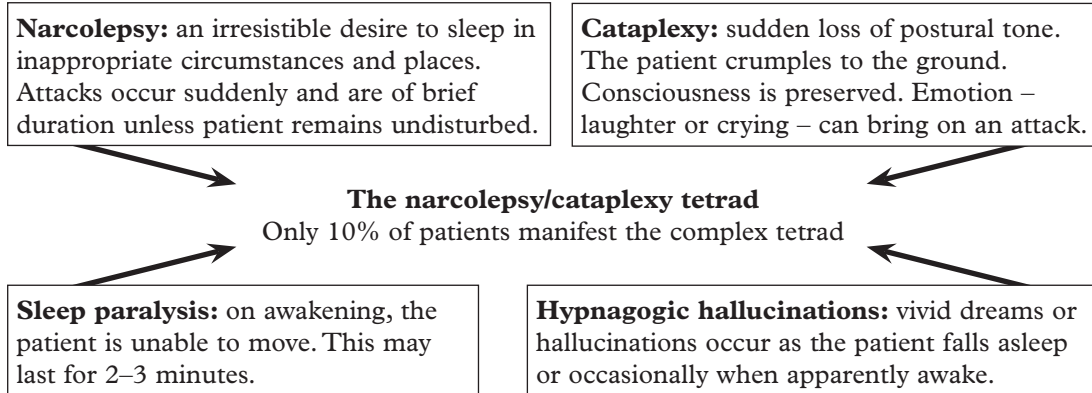 Narcolepsy: an irresistible desire to sleep in
inappropriate circumstances and places.
Attacks occur suddenly and are of brief
duration unless patient remains undisturbed.
Cataplexy: sudden loss of postural tone.
The patient crumples to the ground.
Consciousness is preserved. Emotion –
laughter or crying – can bring on an attack.
The narcolepsy/cataplexy tetrad
Only 10% of patients manifest the complex tetrad
Sleep paralysis: on awakening, the
patient is unable to move. This may
last for 2–3 minutes.
Hypnagogic hallucinations: vivid dreams or
hallucinations occur as the patient falls asleep
or occasionally when apparently awake.